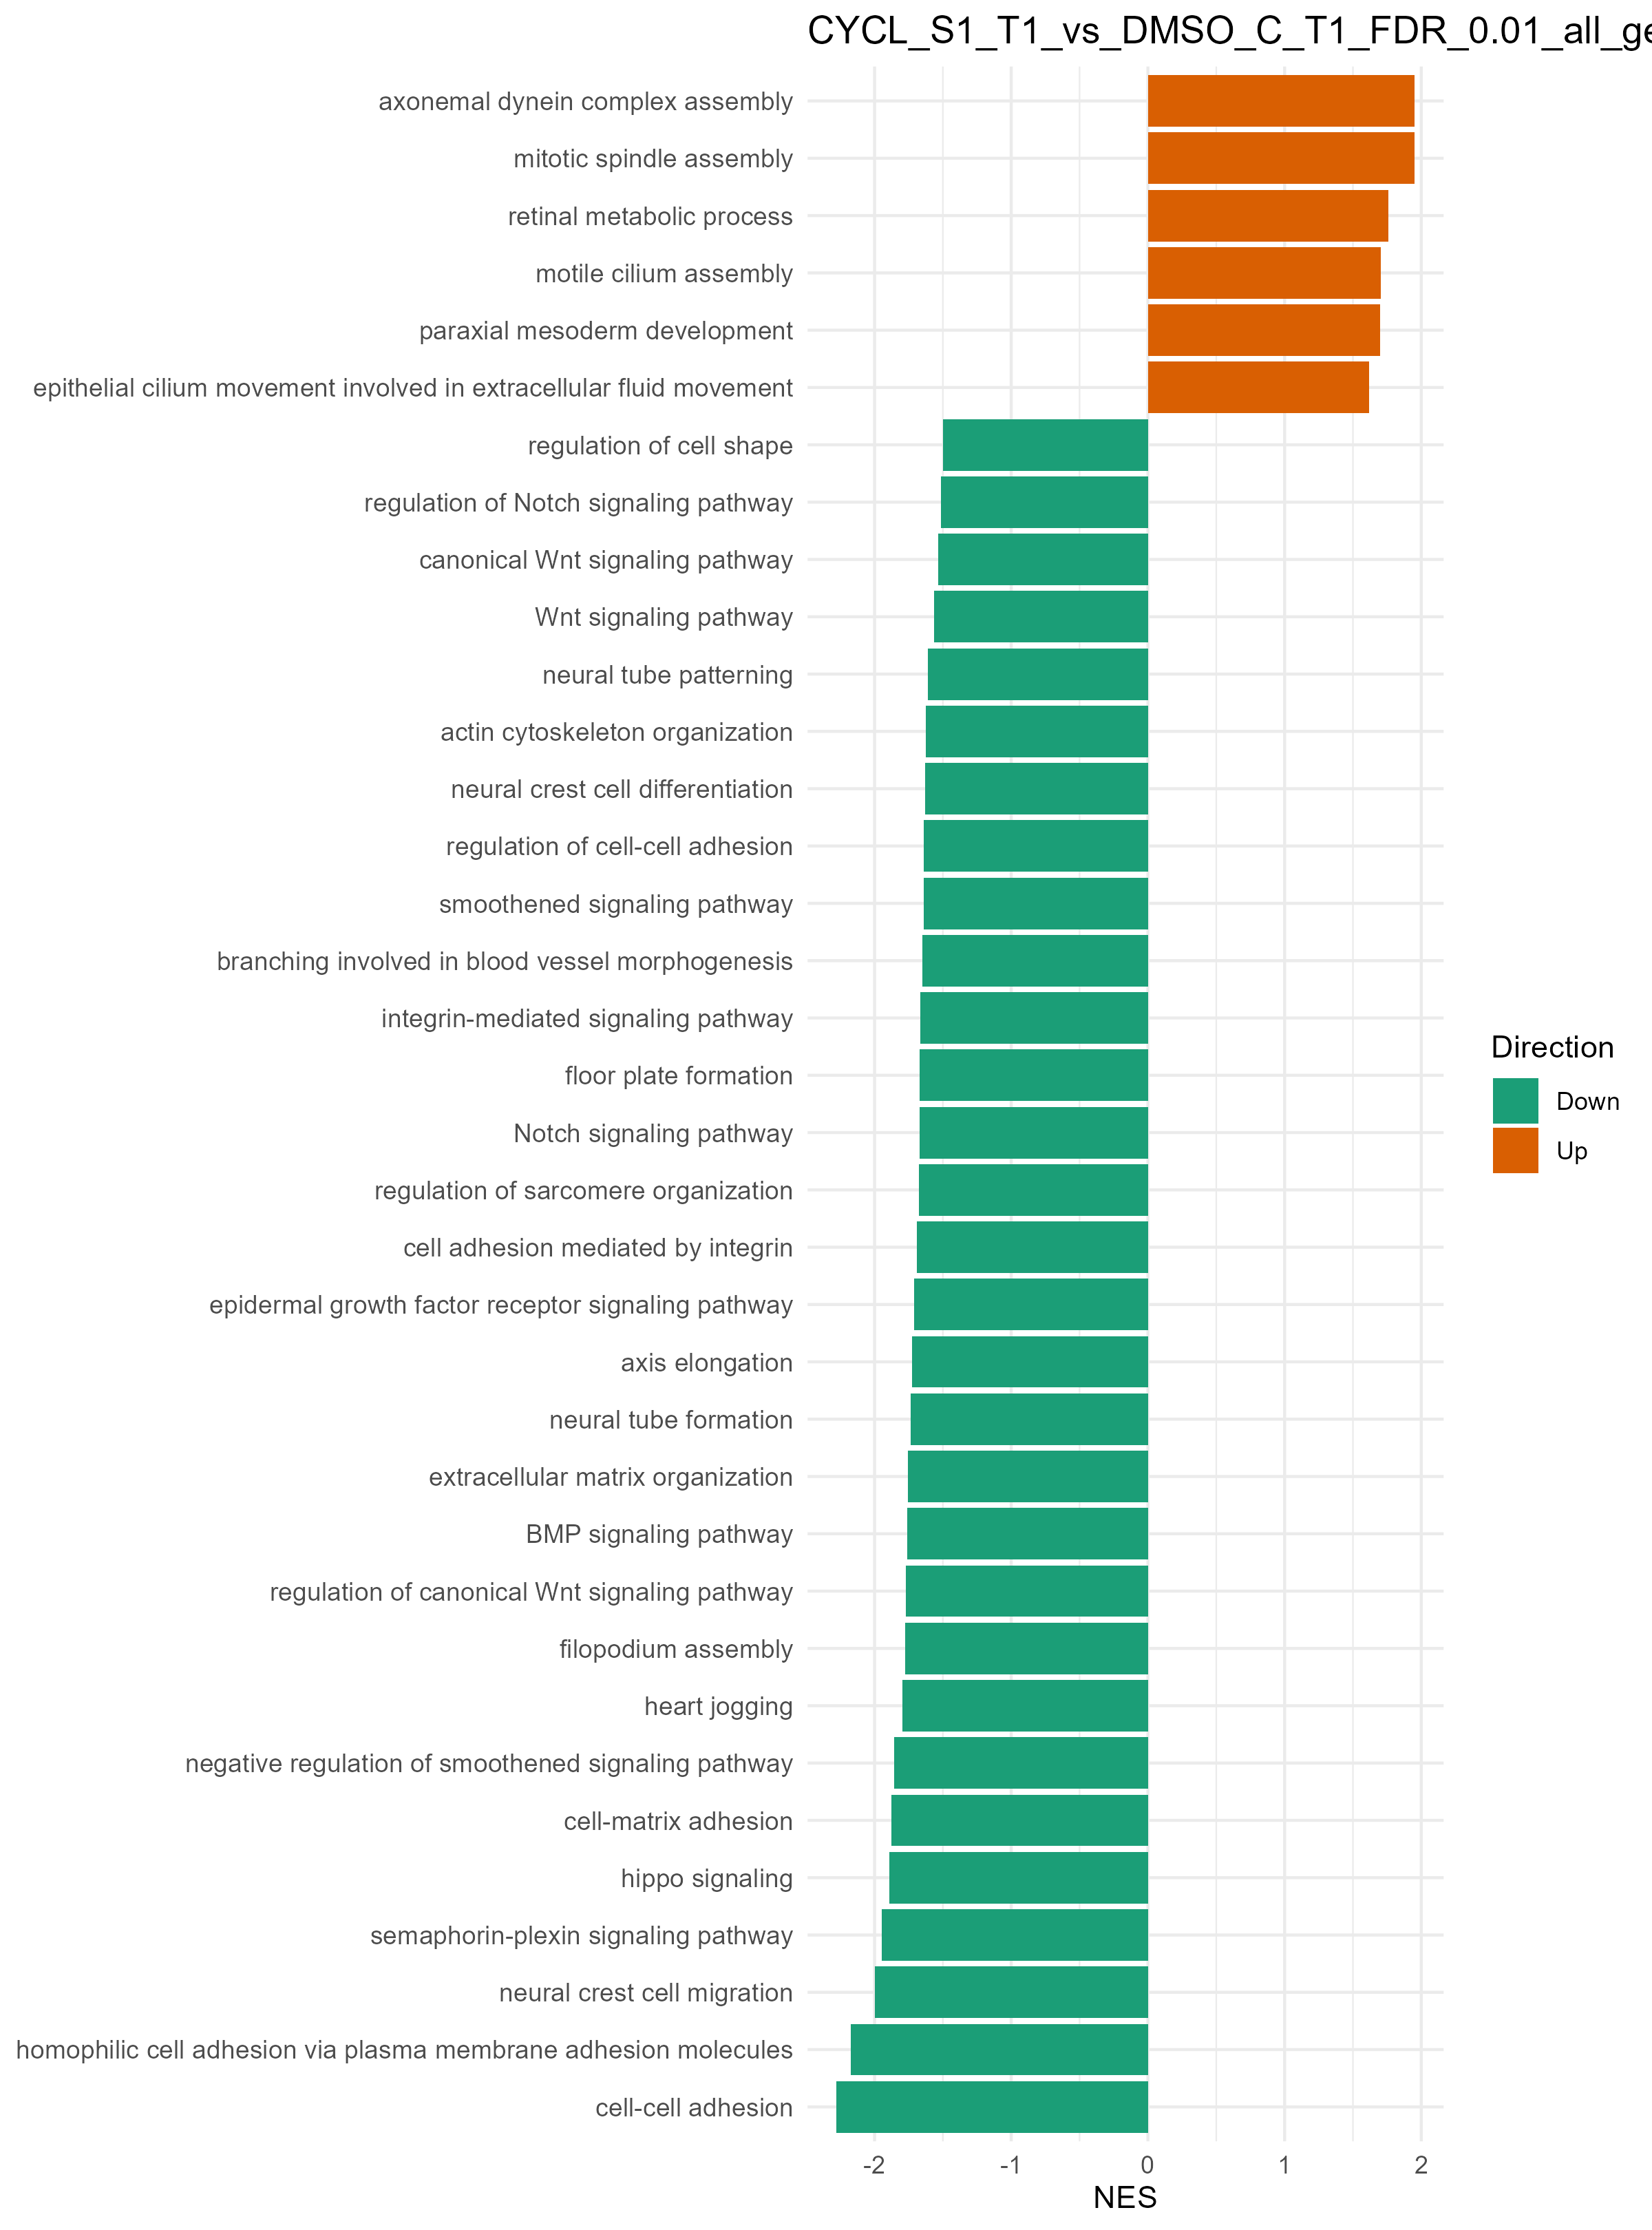 CYCL_S1_T1_vs_DMSO_C_T1_FDR_0.01_all_ge
axonemal dynein complex assembly
mitotic spindle assembly
retinal metabolic process
motile cilium assembly
paraxial mesoderm development
epithelial cilium movement involved in extracellular fluid movement
regulation of cell shape
regulation of Notch signaling pathway
canonical Wnt signaling pathway
Wnt signaling pathway
neural tube patterning
actin cytoskeleton organization
neural crest cell differentiation
regulation of cell-cell adhesion
smoothened signaling pathway
branching involved in blood vessel morphogenesis
integrin-mediated signaling pathway
floor plate formation
Notch signaling pathway
regulation of sarcomere organization
cell adhesion mediated by integrin
epidermal growth factor receptor signaling pathway
axis elongation
neural tube formation
extracellular matrix organization
BMP signaling pathway
regulation of canonical Wnt signaling pathway
filopodium assembly
heart jogging
negative regulation of smoothened signaling pathway
cell-matrix adhesion
hippo signaling
semaphorin-plexin signaling pathway
neural crest cell migration
homophilic cell adhesion via plasma membrane adhesion molecules
cell-cell adhesion
-2 -1 0 1 2
NES
Direction
Down
Up